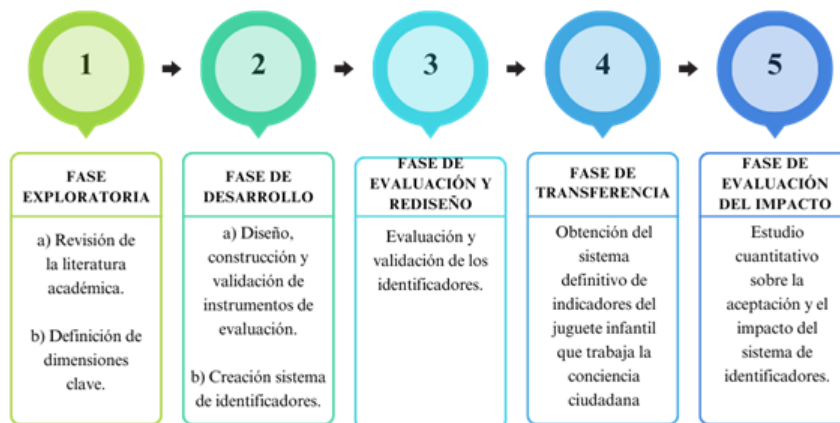 1
2
3
4
5
FASE
EXPLORATORIA
a) Revisión de
la literatura
académica.
b) Definición de
dimensiones
clave.
FASE DE
DESARROLLO
a) Diseño,
construcción y
validación de
instrumentos de
evaluación.
b) Creación sistema
de identificadores.
FASE DE
EVALUACIÓN Y
REDISEÑO
Evaluación y
validación de los
identificadores.
FASE DE
TRANSFERENCIA
Obtención del
sistema
definitivo de
indicadores del
juguete infantil
que trabaja la
conciencia
ciudadana
FASE DE
EVALUACIÓN
DEL IMPACTO
Estudio
cuantitativo
sobre la
aceptación y el
impacto del
sistema de
identificadores.